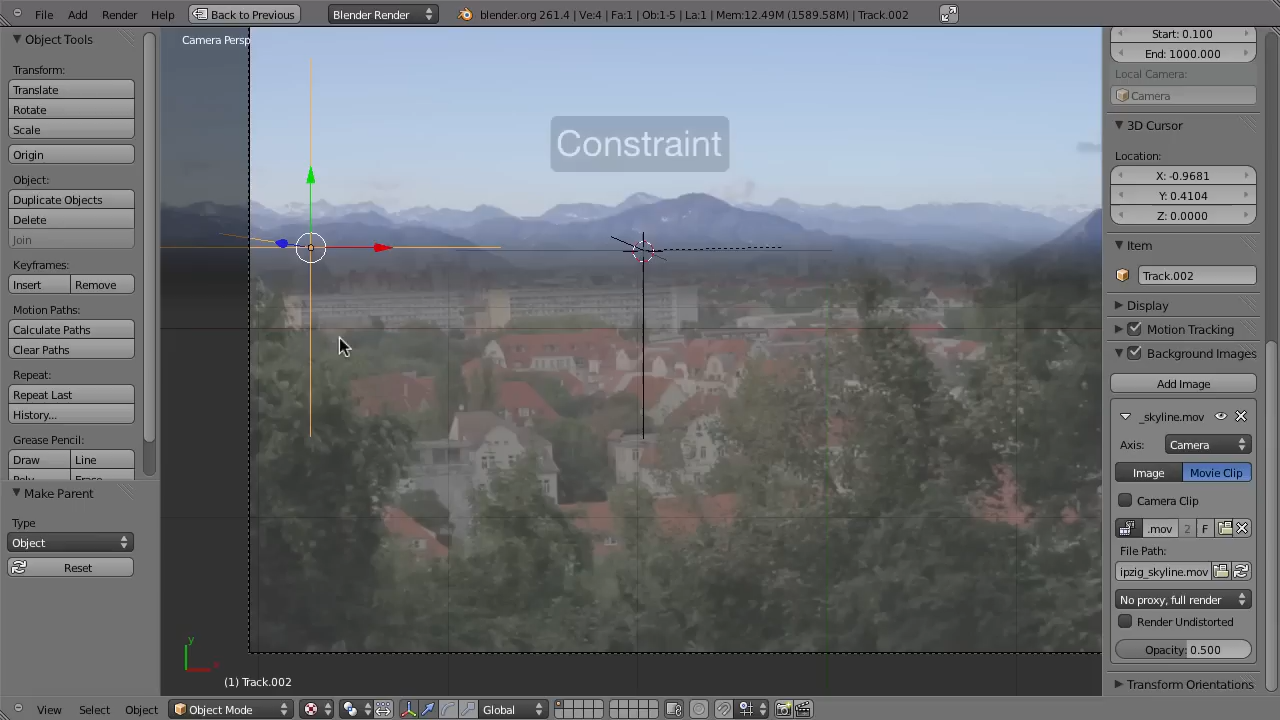 File Add Render Help Back to Previous Blender Render blender.org 261.4 | Ve:4 | Fa:1 | Ob:1-5 | La:1 | Mem:12.49M (1589.58M) | Track.002
Object Tools
Transform:
Translate
Rotate
Scale
Origin
Object:
Duplicate Objects
Delete
Join
Keyframes:
Insert Remove
Motion Paths:
Calculate Paths
Clear Paths
Repeat:
Repeat Last
History...
Grease Pencil:
Draw Line
Make Parent
Type
Object
Reset
Camera Persp
Constraint
y
x
(1) Track.002
Start: 0.100
End: 1000.000
Local Camera:
Camera
3D Cursor
Location:
X: -0.9681
Y: 0.4104
Z: 0.0000
Item
Track.002
Display
Motion Tracking
Background Images
Add Image
_skyline.mov
Axis: Camera
Image Movie Clip
Camera Clip
.mov 2 F
File Path:
ipzig_skyline.mov
No proxy, full render
Render Undistorted
Opacity: 0.500
Transform Orientations
View Select Object Object Mode Global